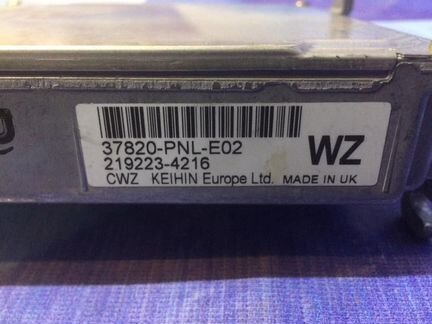 37820-PNL-E02
219223-4216
WZ
CWZ KEIHIN Europe Ltd. MADE IN UK